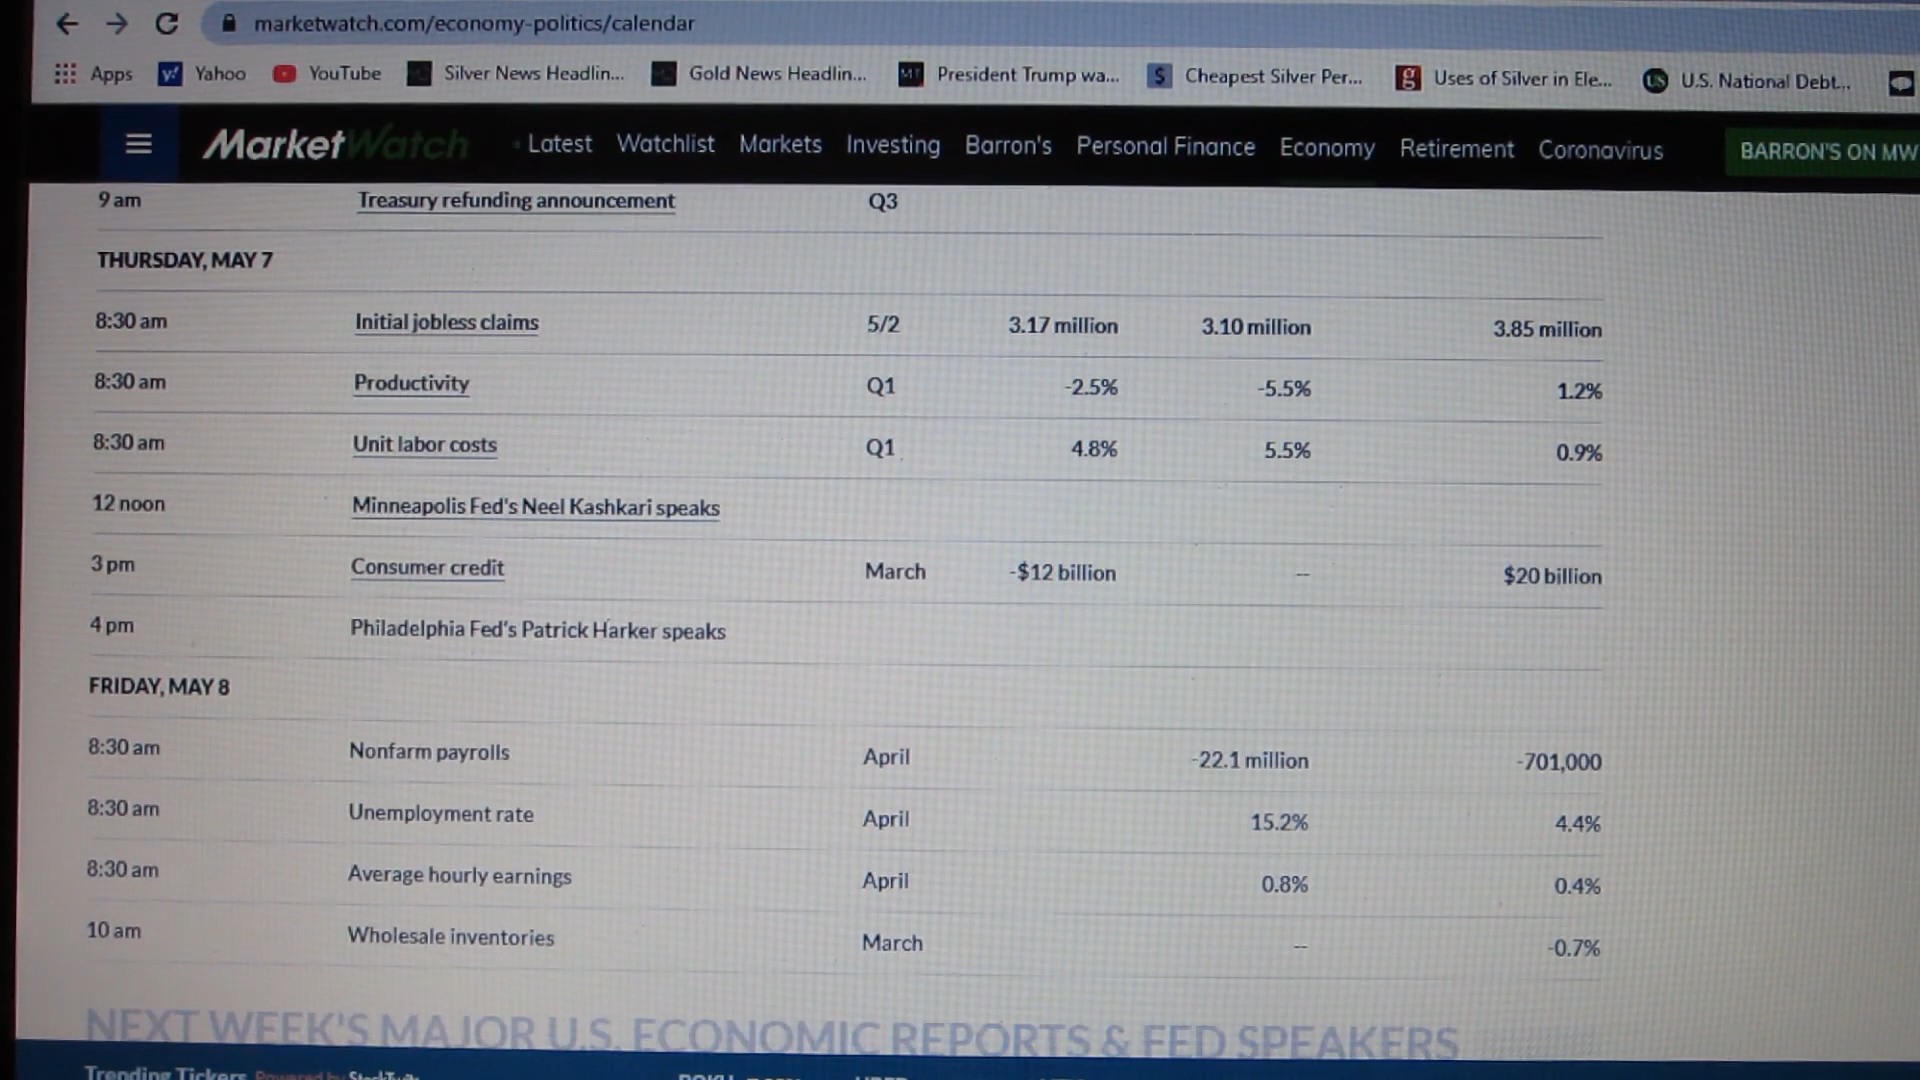 marketwatch.com/economy-politics/calendar
Apps Yahoo YouTube Silver News Headlin... Gold News Headlin... President Trump wa... Cheapest Silver Per... Uses of Silver in Ele... U.S. National Debt...
MarketWatch Latest Watchlist Markets Investing Barron's Personal Finance Economy Retirement Coronavirus BARRON'S ON MW
9 am Treasury refunding announcement Q3
THURSDAY, MAY 7
8:30 am Initial jobless claims 5/2 3.17 million 3.10 million 3.85 million
8:30 am Productivity Q1 -2.5% -5.5% 1.2%
8:30 am Unit labor costs Q1 4.8% 5.5% 0.9%
12 noon Minneapolis Fed's Neel Kashkari speaks
3 pm Consumer credit March -$12 billion -- $20 billion
4 pm Philadelphia Fed's Patrick Harker speaks
FRIDAY, MAY 8
8:30 am Nonfarm payrolls April -22.1 million -701,000
8:30 am Unemployment rate April 15.2% 4.4%
8:30 am Average hourly earnings April 0.8% 0.4%
10 am Wholesale inventories March -- -0.7%
NEXT WEEK'S MAJOR U.S. ECONOMIC REPORTS & FED SPEAKERS
Trending Tickers Powered by